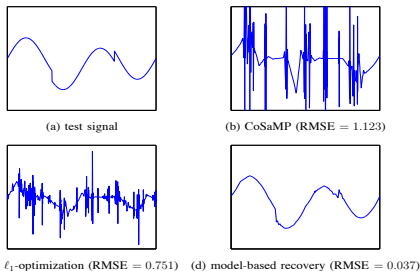 (a) test signal
(b) CoSaMP (RMSE = 1.123)
ℓ1-optimization (RMSE = 0.751)
(d) model-based recovery (RMSE = 0.037)